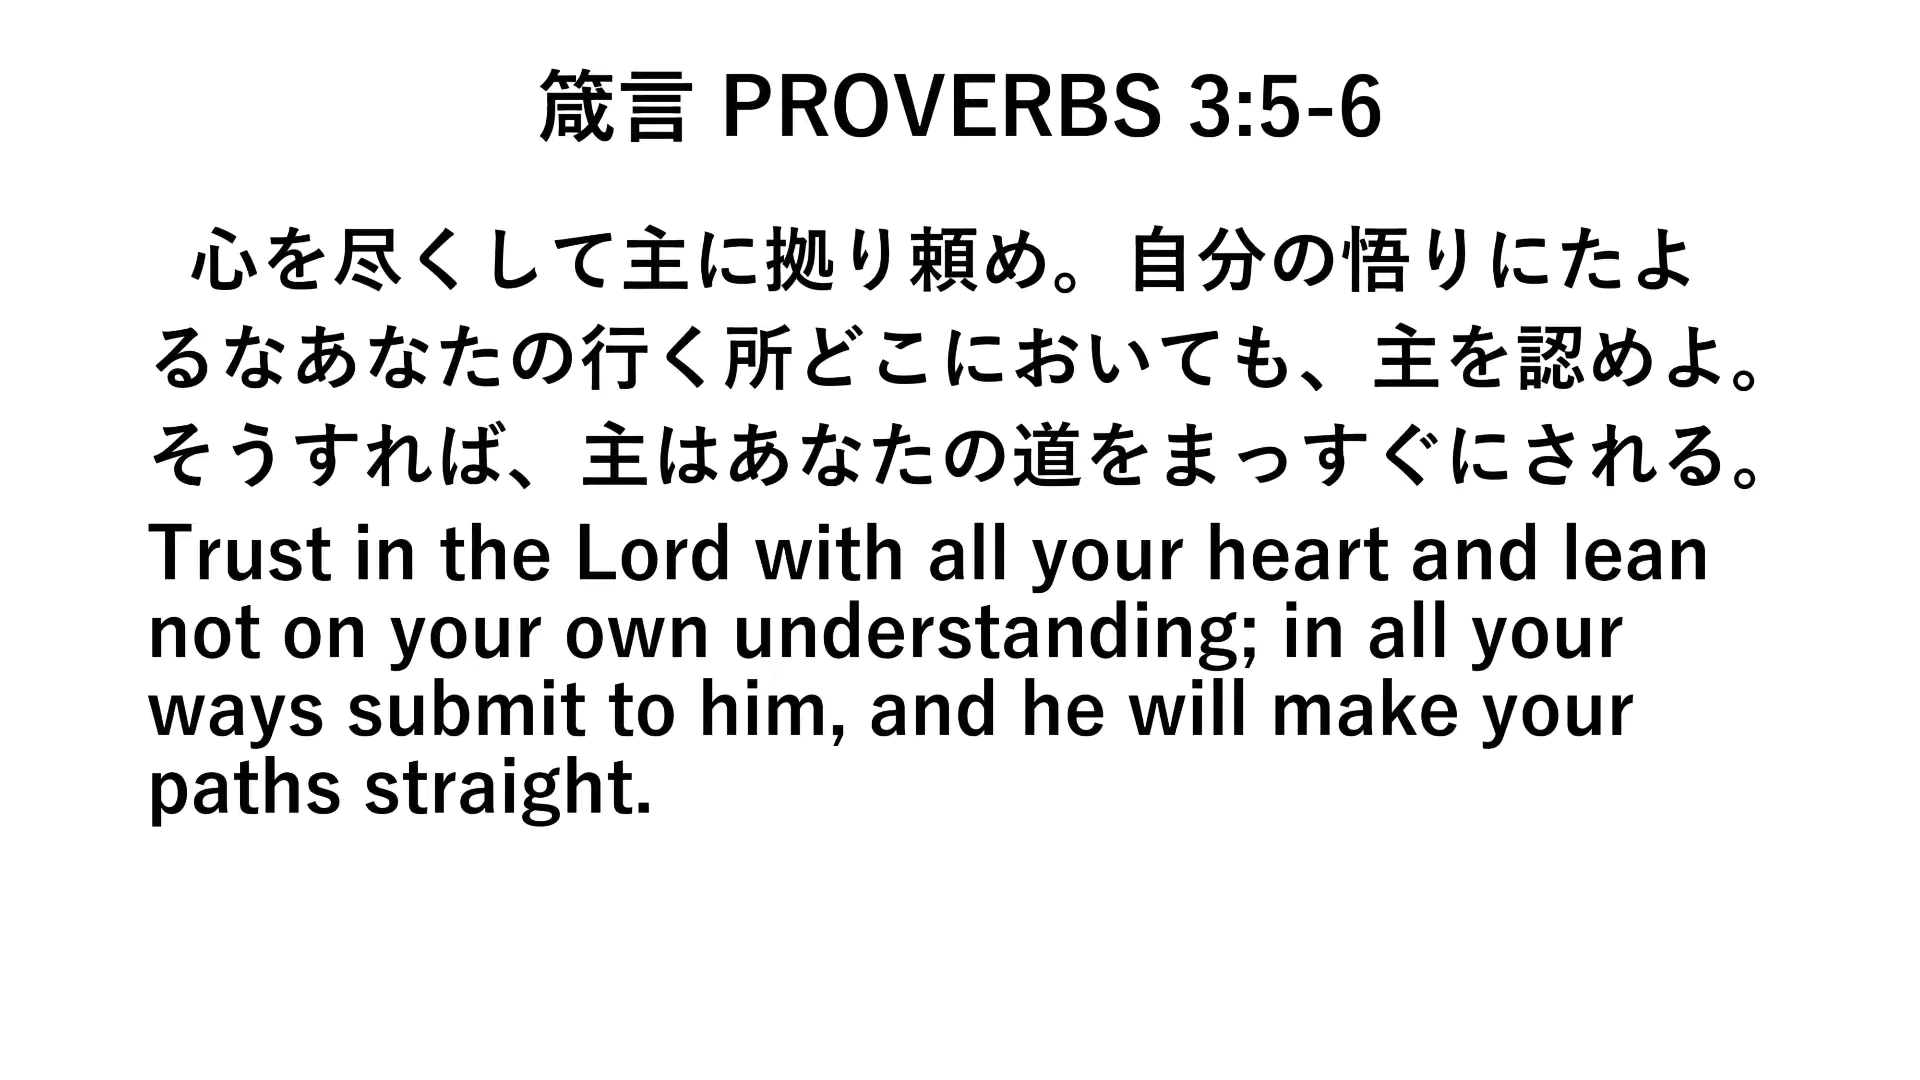 箴言 PROVERBS 3:5-6
心を尽くして主に拠り頼め。自分の悟りにたよ
るなあなたの行く所どこにおいても、主を認めよ。
そうすれば、主はあなたの道をまっすぐにされる。
Trust in the Lord with all your heart and lean
not on your own understanding; in all your
ways submit to him, and he will make your
paths straight.